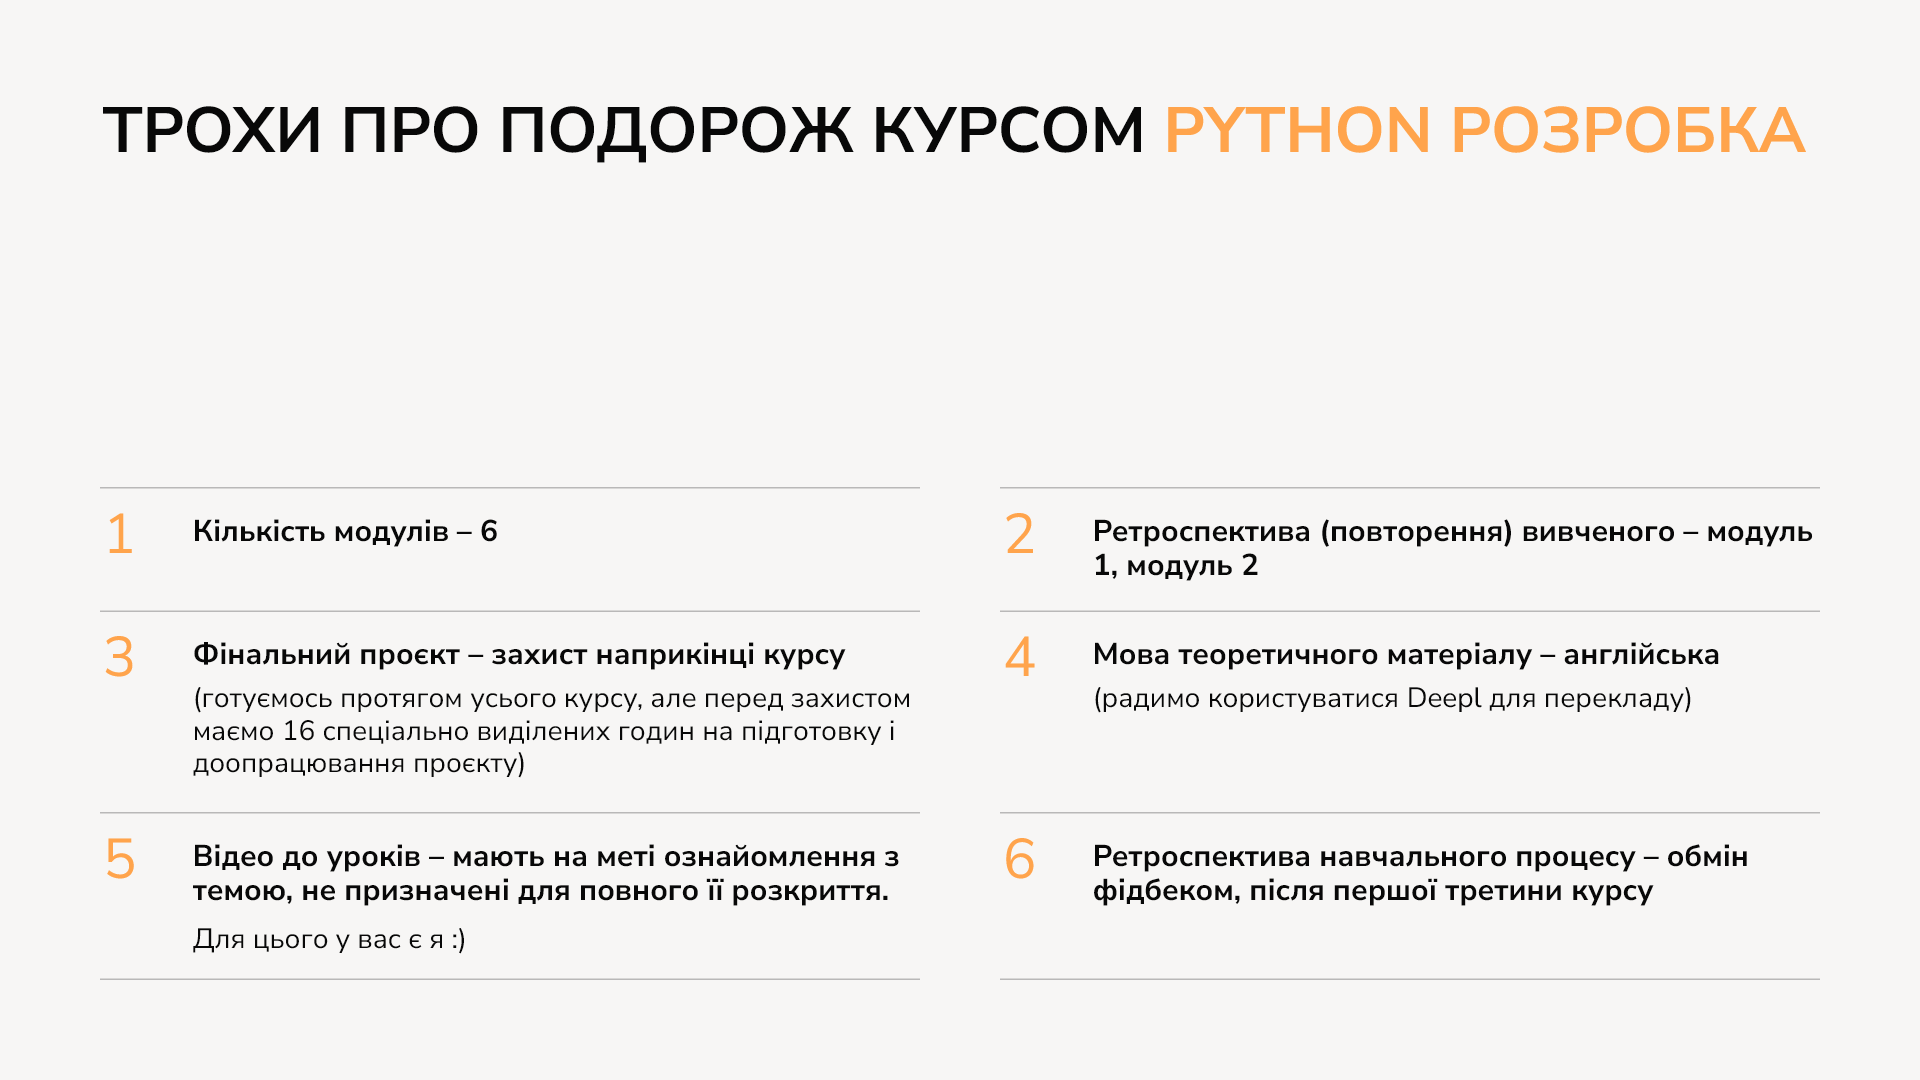 ТРОХИ ПРО ПОДОРОЖ КУРСОМ PYTHON РОЗРОБКА
1
Кількість модулів – 6
2
Ретроспектива (повторення) вивченого – модуль
1, модуль 2
3
Фінальний проєкт – захист наприкінці курсу
(готуємось протягом усього курсу, але перед захистом
маємо 16 спеціально виділених годин на підготовку і
доопрацювання проєкту)
4
Мова теоретичного матеріалу – англійська
(радимо користуватися Deepl для перекладу)
5
Відео до уроків – мають на меті ознайомлення з
темою, не призначені для повного її розкриття.
Для цього у вас є я :)
6
Ретроспектива навчального процесу – обмін
фідбеком, після першої третини курсу